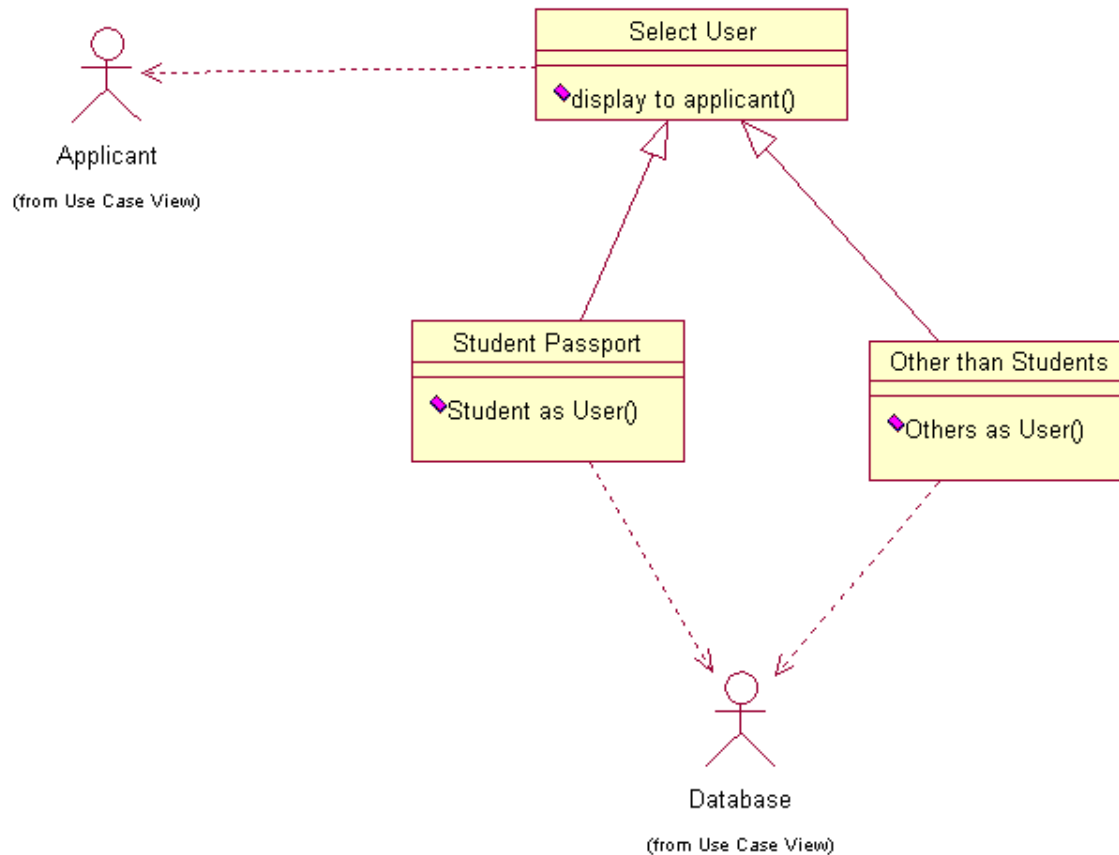 Select User
display to applicant()
Applicant
(from Use Case View)
Student Passport
Student as User()
Other than Students
Others as User()
Database
(from Use Case View)